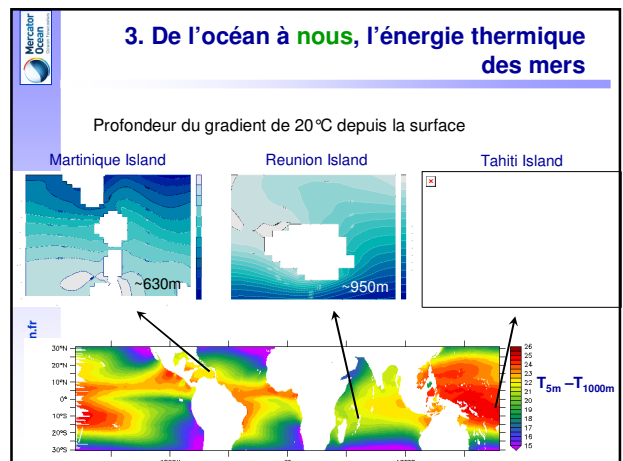 Mercator
Ocean
3. De l'océan à nous, l'énergie thermique
des mers
Profondeur du gradient de 20°C depuis la surface
Martinique Island
Reunion Island
Tahiti Island
~630m
~950m
n.fr
30°N
20°N
10°N
0°
10°S
20°S
30°S
26
25
24
23
22
21
20
19
18
17
16
15
T5m –T1000m